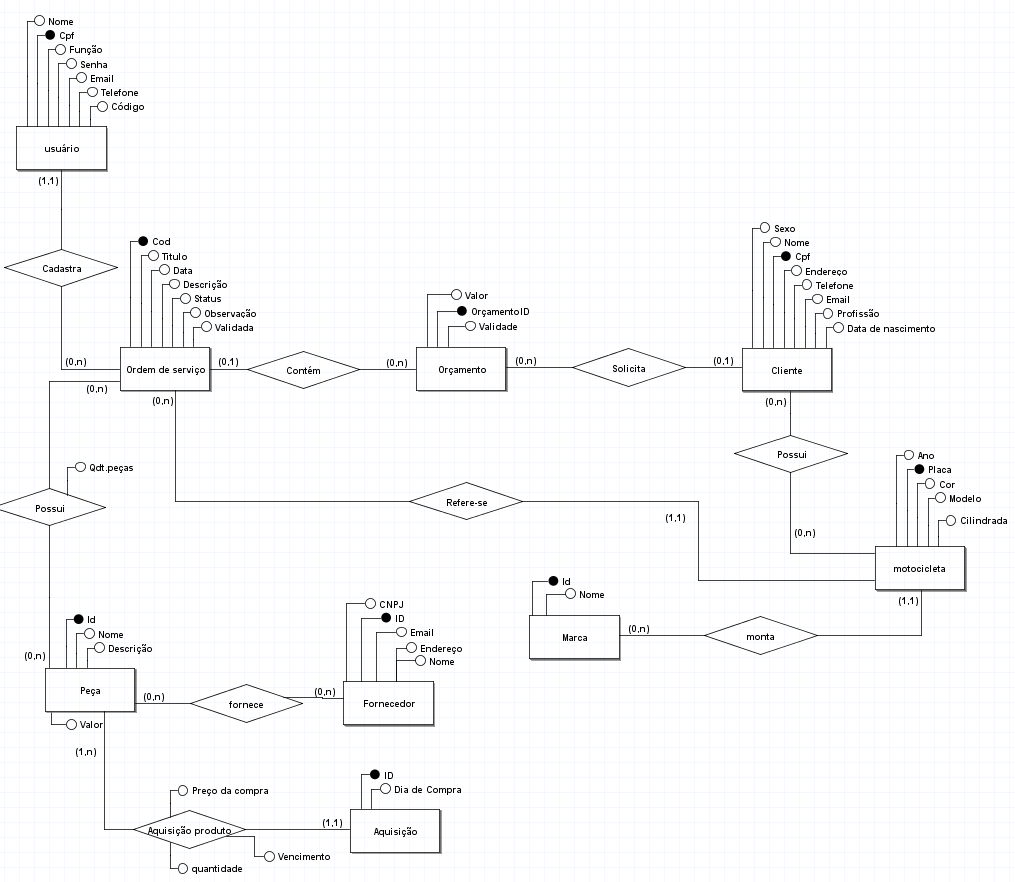 Nome
Cpf
Função
Senha
Email
Telefone
Código
usuário
(1,1)
Cadastra
(0,n)
Cod
Titulo
Data
Descrição
Status
Observação
Validada
Ordem de serviço
(0,1)
Contém
(0,n)
Valor
OrçamentoID
Validade
Orçamento
(0,n)
Solicita
(0,1)
Sexo
Nome
Cpf
Endereço
Telefone
Email
Profissão
Data de nascimento
Cliente
(0,n)
(0,n)
(0,n)
Possui
(0,n)
Qdt.peças
Possui
Refere-se
(1,1)
Ano
Placa
Cor
Modelo
Cilindrada
motocicleta
(1,1)
Id
Nome
Marca
(0,n)
monta
Id
Nome
Descrição
(0,n)
Peça
Valor
(0,n)
fornece
(0,n)
CNPJ
ID
Email
Endereço
Nome
Fornecedor
(1,n)
Preço da compra
Aquisição produto
Vencimento
quantidade
(1,1)
ID
Dia de Compra
Aquisição